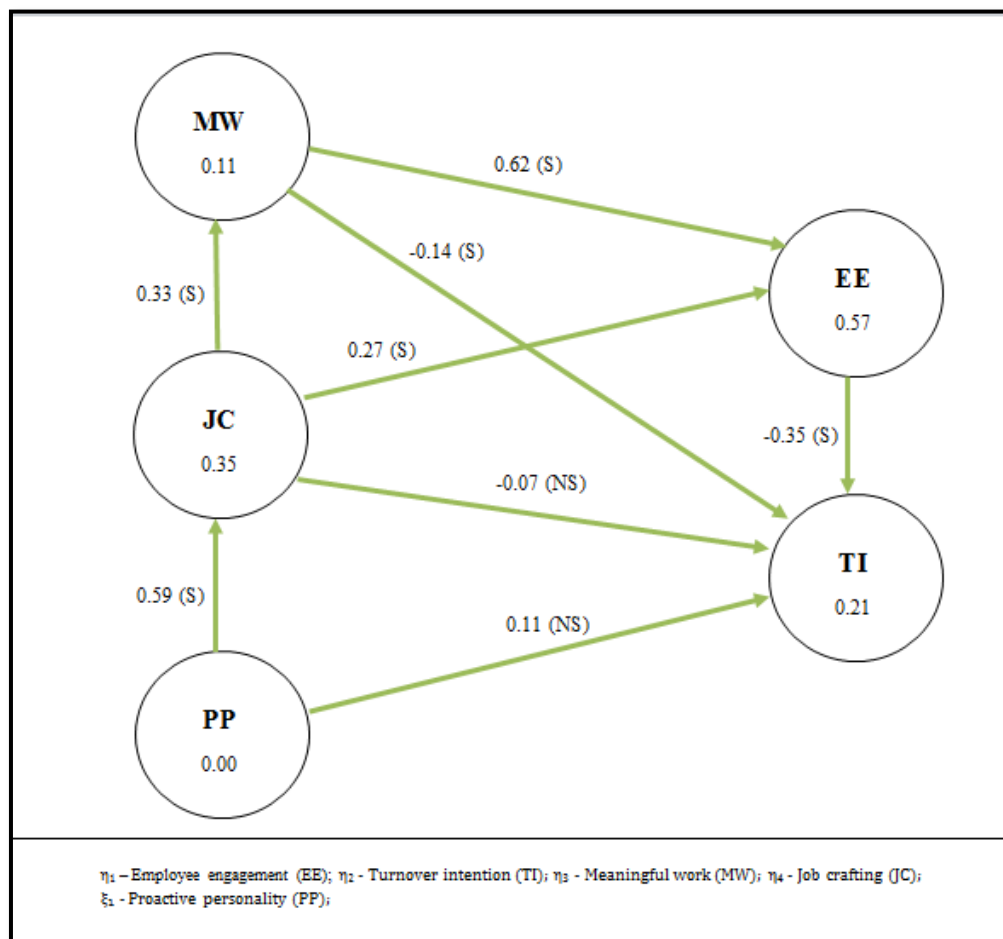 MW
0.11
0.62 (S)
-0.14 (S)
EE
0.57
0.33 (S)
0.27 (S)
JC
0.35
-0.35 (S)
-0.07 (NS)
TI
0.21
0.59 (S)
0.11 (NS)
PP
0.00
η₁ – Employee engagement (EE); η₂ - Turnover intention (TI); η₃ - Meaningful work (MW); η₄ - Job crafting (JC);
ξ₁ - Proactive personality (PP);